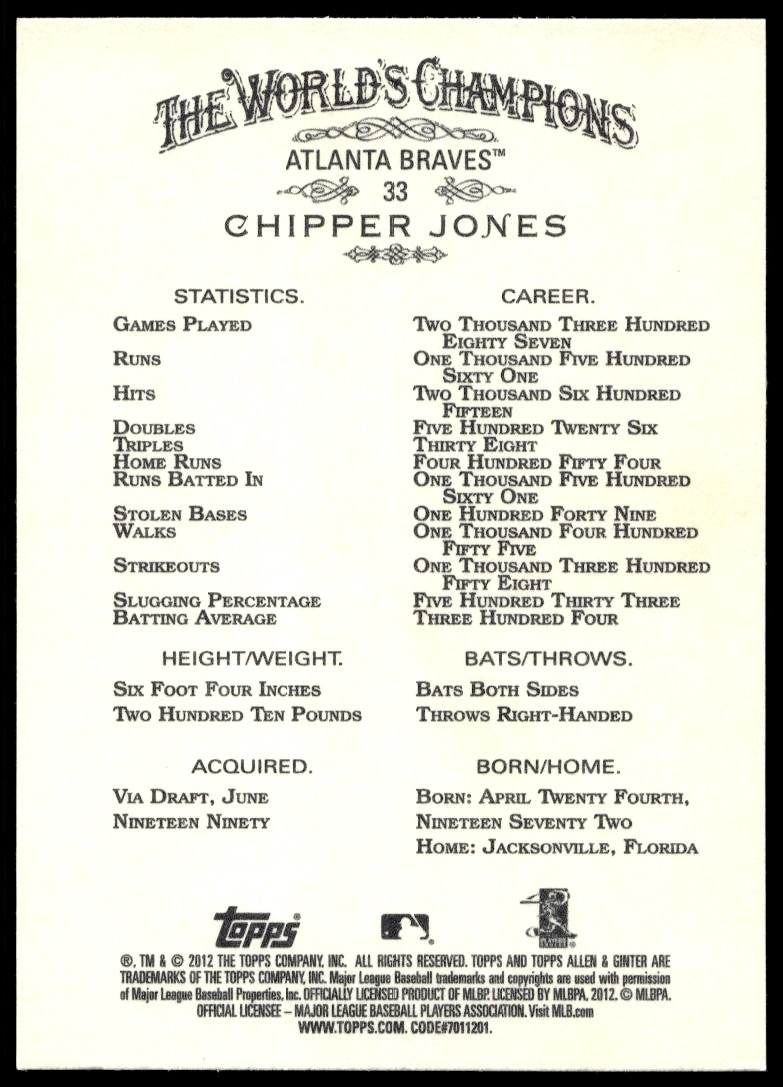 THE WORLD'S CHAMPIONS
ATLANTA BRAVES™
33
CHIPPER JONES
STATISTICS. CAREER.
GAMES PLAYED TWO THOUSAND THREE HUNDRED
EIGHTY SEVEN
RUNS ONE THOUSAND FIVE HUNDRED
SIXTY ONE
HITS TWO THOUSAND SIX HUNDRED
FIFTEEN
DOUBLES FIVE HUNDRED TWENTY SIX
TRIPLES THIRTY EIGHT
HOME RUNS FOUR HUNDRED FIFTY FOUR
RUNS BATTED IN ONE THOUSAND FIVE HUNDRED
SIXTY ONE
STOLEN BASES ONE HUNDRED FORTY NINE
WALKS ONE THOUSAND FOUR HUNDRED
FIFTY FIVE
STRIKEOUTS ONE THOUSAND THREE HUNDRED
FIFTY EIGHT
SLUGGING PERCENTAGE FIVE HUNDRED THIRTY THREE
BATTING AVERAGE THREE HUNDRED FOUR
HEIGHT/WEIGHT. BATS/THROWS.
SIX FOOT FOUR INCHES BATS BOTH SIDES
TWO HUNDRED TEN POUNDS THROWS RIGHT-HANDED
ACQUIRED. BORN/HOME.
VIA DRAFT, JUNE BORN: APRIL TWENTY FOURTH,
NINETEEN NINETY NINETEEN SEVENTY TWO
HOME: JACKSONVILLE, FLORIDA
Topps® ®
PLAYERS
®, TM & © 2012 THE TOPPS COMPANY, INC. ALL RIGHTS RESERVED. TOPPS AND TOPPS ALLEN & GINTER ARE
TRADEMARKS OF THE TOPPS COMPANY, INC. Major League Baseball trademarks and copyrights are used with permission
of Major League Baseball Properties, Inc. OFFICIALLY LICENSED PRODUCT OF MLBP. LICENSED BY MLBPA, 2012. © MLBPA.
OFFICIAL LICENSEE – MAJOR LEAGUE BASEBALL PLAYERS ASSOCIATION. Visit MLB.com
WWW.TOPPS.COM. CODE#7011201.